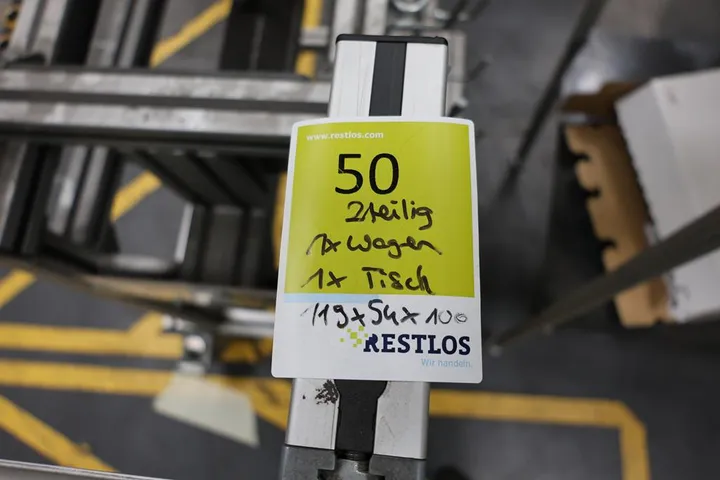 www.restlos.com
50
2teilig
1x Wagen
1x Tisch
119x54x100
RESTLOS
Wir handeln.